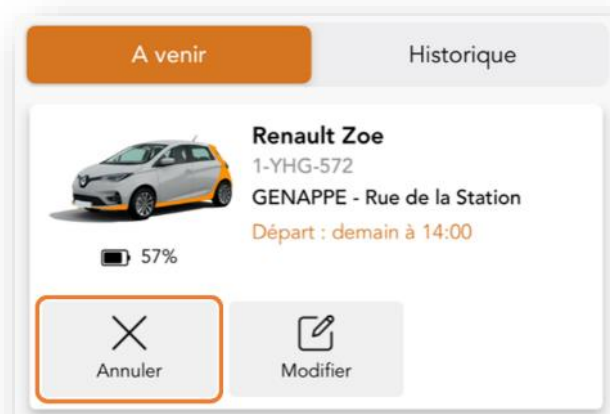 A venir
Historique
Renault Zoe
1-YHG-572
GENAPPE - Rue de la Station
Départ : demain à 14:00
57%
Annuler
Modifier